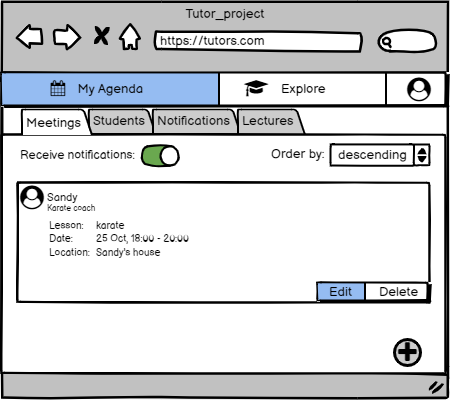 Tutor_project
https://tutors.com
My Agenda
Explore
Meetings
Students
Notifications
Lectures
Receive notifications:
Order by:
descending
Sandy
Karate coach
Lesson: karate
Date: 25 Oct, 18:00 - 20:00
Location: Sandy's house
Edit
Delete